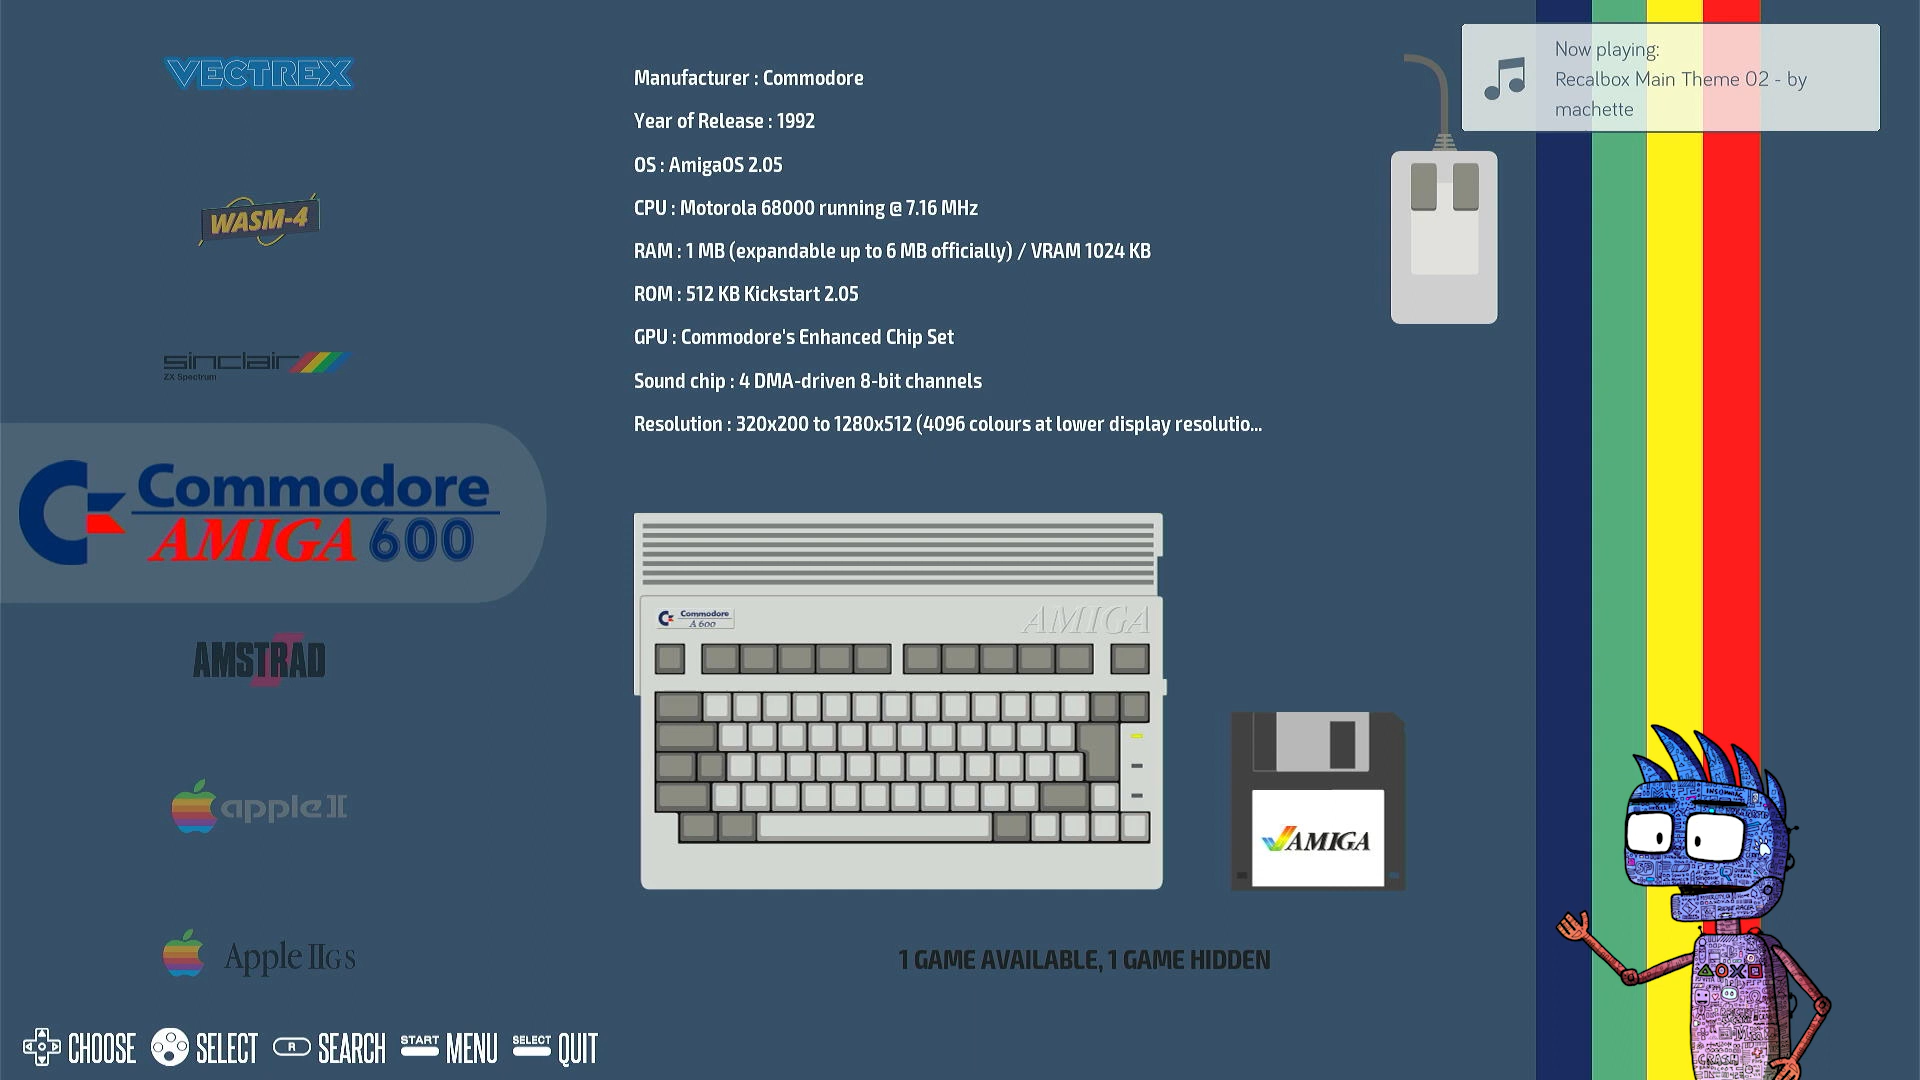 VECTREX
WASM-4
sinclair
ZX Spectrum
Commodore
AMIGA 600
AMSTRAD
apple ][
Apple IIGS
Manufacturer : Commodore
Year of Release : 1992
OS : AmigaOS 2.05
CPU : Motorola 68000 running @ 7.16 MHz
RAM : 1 MB (expandable up to 6 MB officially) / VRAM 1024 KB
ROM : 512 KB Kickstart 2.05
GPU : Commodore's Enhanced Chip Set
Sound chip : 4 DMA-driven 8-bit channels
Resolution : 320x200 to 1280x512 (4096 colours at lower display resolutio...
Commodore
A 600
AMIGA
AMIGA
1 GAME AVAILABLE, 1 GAME HIDDEN
Now playing:
Recalbox Main Theme 02 - by
machette
INSOMNIAC
CRASH
CHOOSE
SELECT
R SEARCH
START MENU
SELECT QUIT